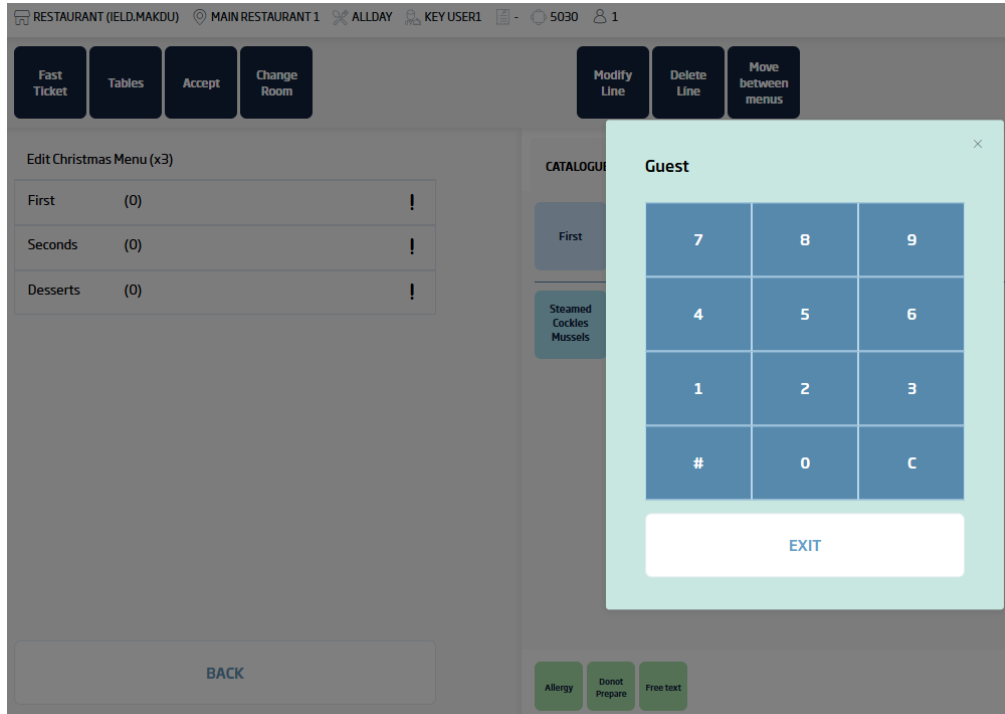 RESTAURANT (IELD.MAKDU) MAIN RESTAURANT 1 ALLDAY KEY USER1 - 5030 1
Fast
Ticket
Tables
Accept
Change
Room
Modify
Line
Delete
Line
Move
between
menus
Edit Christmas Menu (x3)
First (0) !
Seconds (0) !
Desserts (0) !
BACK
CATALOGU
First
Steamed
Cockles
Mussels
Allergy
Donot
Prepare
Free text
×
Guest
7 8 9
4 5 6
1 2 3
# 0 C
EXIT